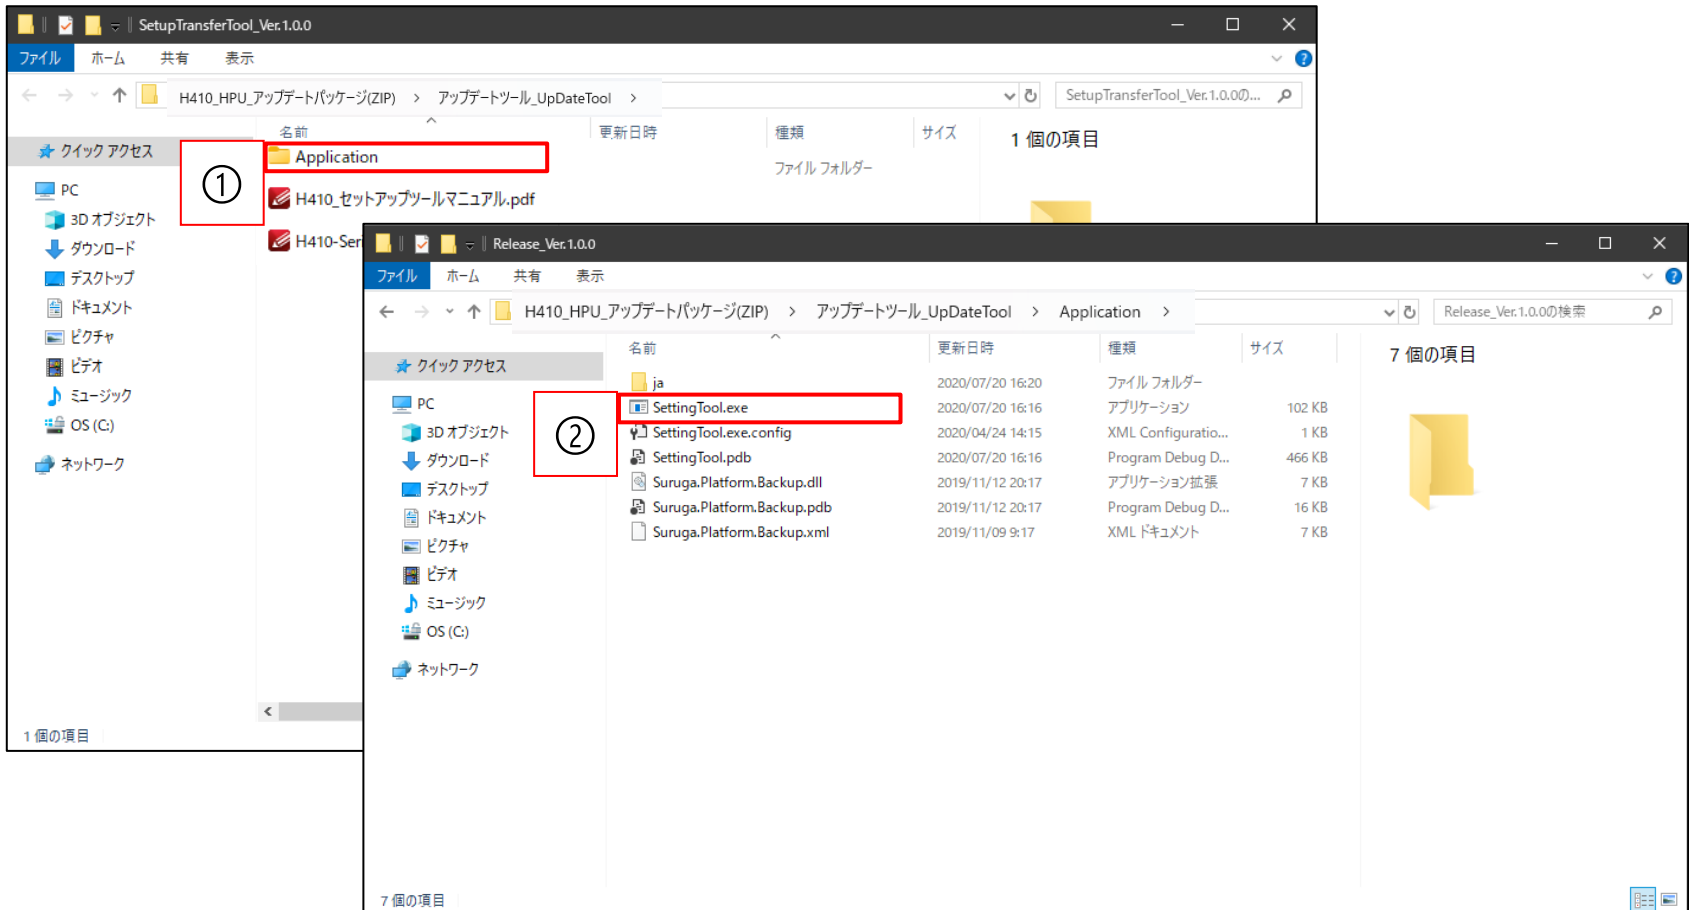 SetupTransferTool_Ver.1.0.0
ファイル ホーム 共有 表示
H410_HPU_アップデートパッケージ(ZIP) > アップデートツール_UpDateTool >
SetupTransferTool_Ver.1.0.0の...
名前 更新日時 種類 サイズ
1 個の項目
クイック アクセス
PC
3D オブジェクト
ダウンロード
デスクトップ
ドキュメント
ピクチャ
ビデオ
ミュージック
OS (C:)
ネットワーク
①
Application
ファイル フォルダー
H410_セットアップツールマニュアル.pdf
H410-Seri
1 個の項目
Release_Ver.1.0.0
ファイル ホーム 共有 表示
H410_HPU_アップデートパッケージ(ZIP) > アップデートツール_UpDateTool > Application >
Release_Ver.1.0.0の検索
名前 更新日時 種類 サイズ
7 個の項目
クイック アクセス
PC
3D オブジェクト
ダウンロード
デスクトップ
ドキュメント
ピクチャ
ビデオ
ミュージック
OS (C:)
ネットワーク
②
ja 2020/07/20 16:20 ファイル フォルダー
SettingTool.exe 2020/07/20 16:16 アプリケーション 102 KB
SettingTool.exe.config 2020/04/24 14:15 XML Configuratio... 1 KB
SettingTool.pdb 2020/07/20 16:16 Program Debug D... 466 KB
Suruga.Platform.Backup.dll 2019/11/12 20:17 アプリケーション拡張 7 KB
Suruga.Platform.Backup.pdb 2019/11/12 20:17 Program Debug D... 16 KB
Suruga.Platform.Backup.xml 2019/11/09 9:17 XML ドキュメント 7 KB
7 個の項目